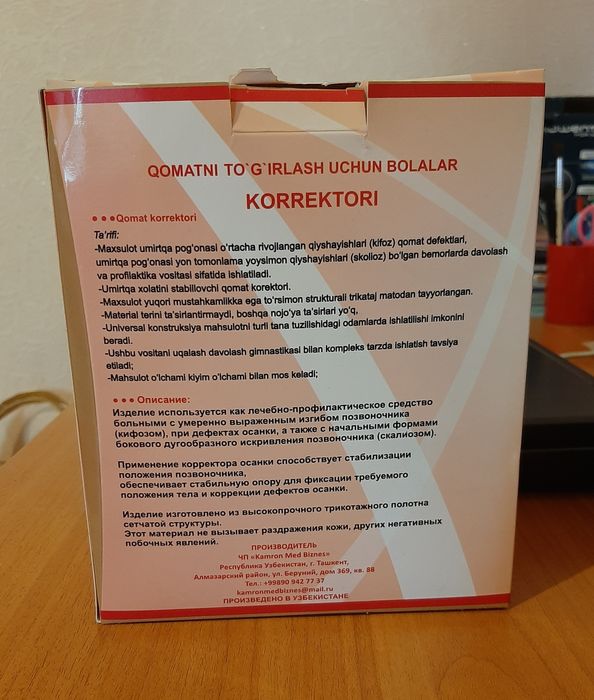 QOMATNI TO`G`IRLASH UCHUN BOLALAR
KORREKTORI
Qomat korrektori
Ta'rifi:
-Maxsulot umirtqa pog'onasi o'rtacha rivojlangan qiyshayishlari (kifoz) qomat defektlari,
umirtqa pog'onasi yon tomonlama yoysimon qiyshayishlari (skolioz) bo'lgan bemorlarda davolash
va profilaktika vositasi sifatida ishlatiladi.
-Umirtqa xolatini stabillovchi qomat korektori.
-Maxsulot yuqori mustahkamlikka ega to'rsimon strukturali trikataj matodan tayyorlangan.
-Material terini ta'sirlantirmaydi, boshqa nojo'ya ta'sirlari yo'q,
-Universal konstruksiya mahsulotni turli tana tuzilishidagi odamlarda ishlatilishi imkonini
beradi.
-Ushbu vositani uqalash davolash gimnastikasi bilan kompleks tarzda ishlatish tavsiya
etiladi;
-Mahsulot o'lchami kiyim o'lchami bilan mos keladi;
Описание:
Изделие используется как лечебно-профилактическое средство
больными с умеренно выраженным изгибом позвоночника
(кифозом), при дефектах осанки, а также с начальными формами
бокового дугообразного искривления позвоночника (скалиозом).
Применение корректора осанки способствует стабилизации
положения позвоночника,
обеспечивает стабильную опору для фиксации требуемого
положения тела и коррекции дефектов осанки.
Изделие изготовлено из высокопрочного трикотажного полотна
сетчатой структуры.
Этот материал не вызывает раздражения кожи, других негативных
побочных явлений.
ПРОИЗВОДИТЕЛЬ
ЧП «Kamron Med Biznes»
Республика Узбекистан, г. Ташкент,
Алмазарский район, ул. Беруний, дом 369, кв. 88
Тел.: +99890 942 77 37
kamronmedbiznes@mail.ru
ПРОИЗВЕДЕНО В УЗБЕКИСТАНЕ